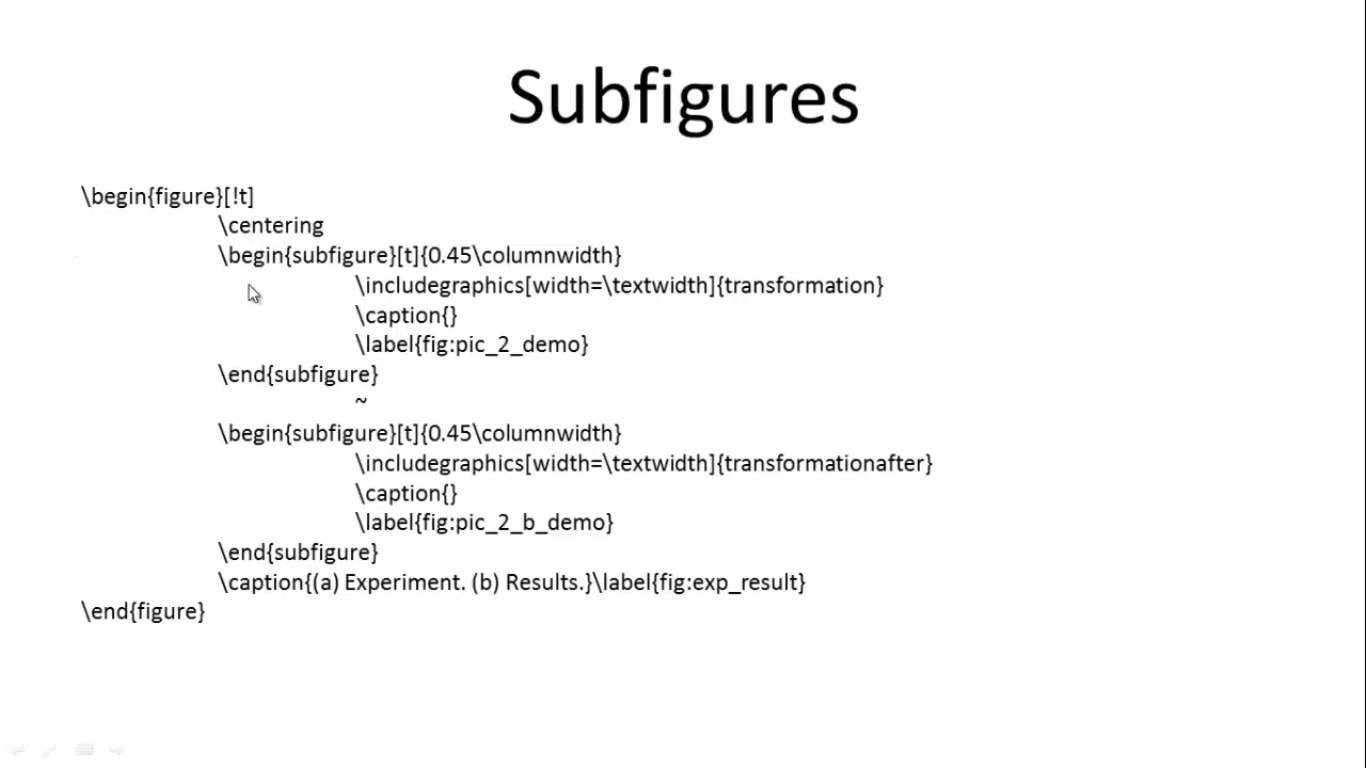 Subfigures
\begin{figure}[!t]
\centering
\begin{subfigure}[t]{0.45\columnwidth}
\includegraphics[width=\textwidth]{transformation}
\caption{}
\label{fig:pic_2_demo}
\end{subfigure}
~
\begin{subfigure}[t]{0.45\columnwidth}
\includegraphics[width=\textwidth]{transformationafter}
\caption{}
\label{fig:pic_2_b_demo}
\end{subfigure}
\caption{(a) Experiment. (b) Results.}\label{fig:exp_result}
\end{figure}